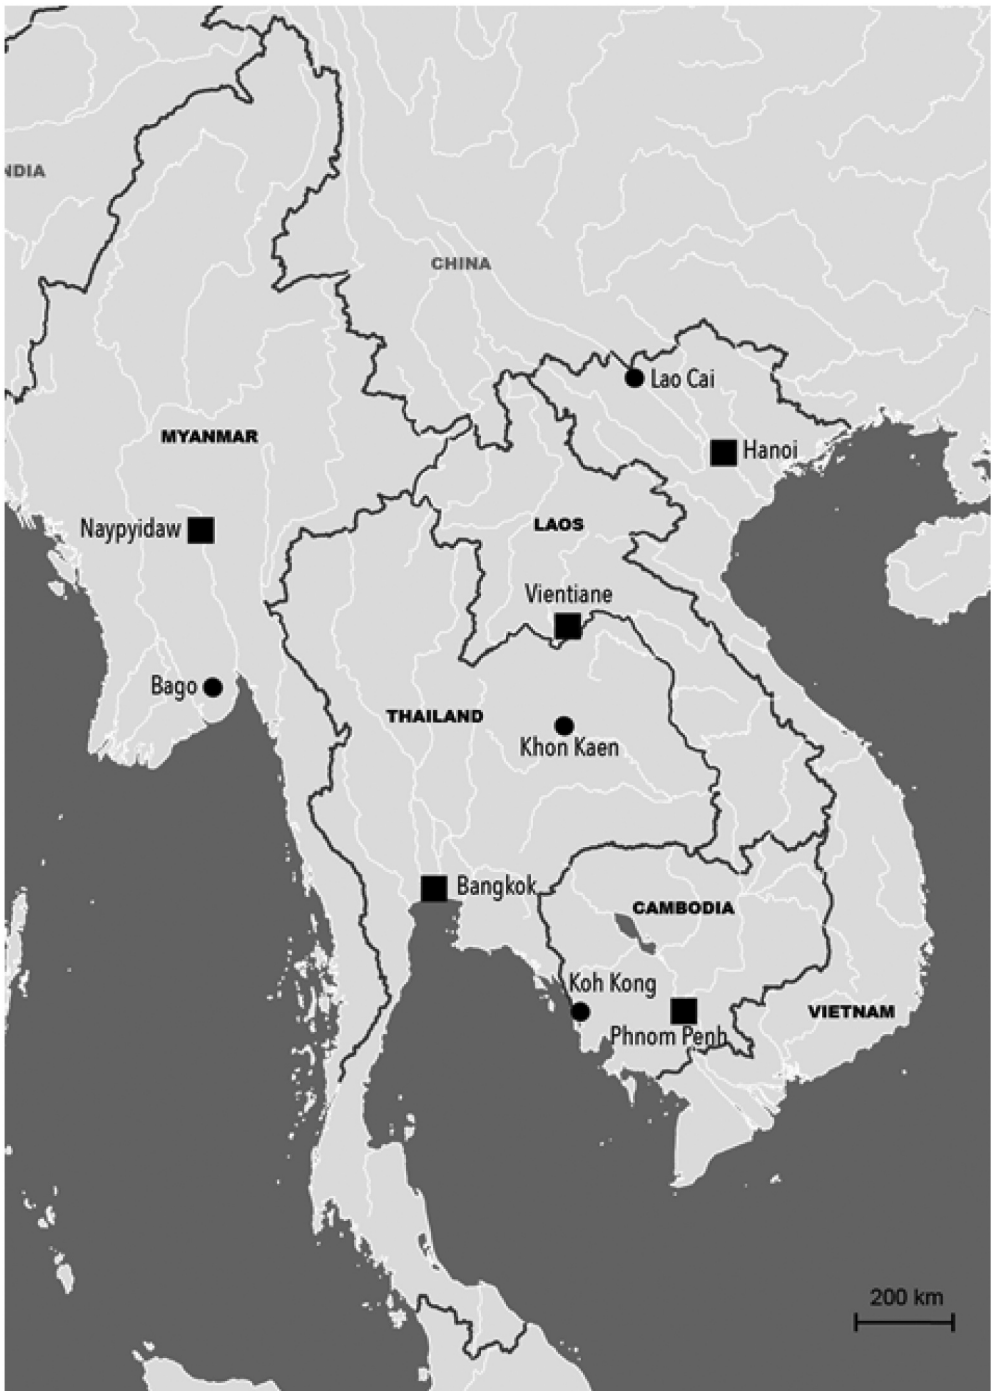 NDIA
CHINA
Lao Cai
MYANMAR
Hanoi
Naypyidaw
LAOS
Vientiane
Bago
THAILAND
Khon Kaen
Bangkok
CAMBODIA
Koh Kong
VIETNAM
Phnom Penh
200 km